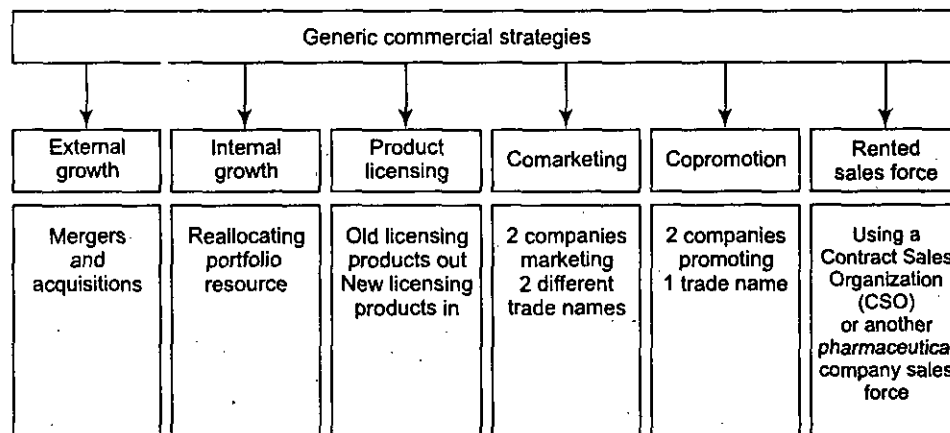 Generic commercial strategies
External
growth
Internal
growth
Product
licensing
Comarketing
Copromotion
Rented
sales force
Mergers
and
acquisitions
Reallocating
portfolio
resource
Old licensing
products out
New licensing
products in
2 companies
marketing
2 different
trade names
2 companies
promoting
1 trade name
Using a
Contract Sales
Organization
(CSO)
or another
pharmaceutica
company sales
force